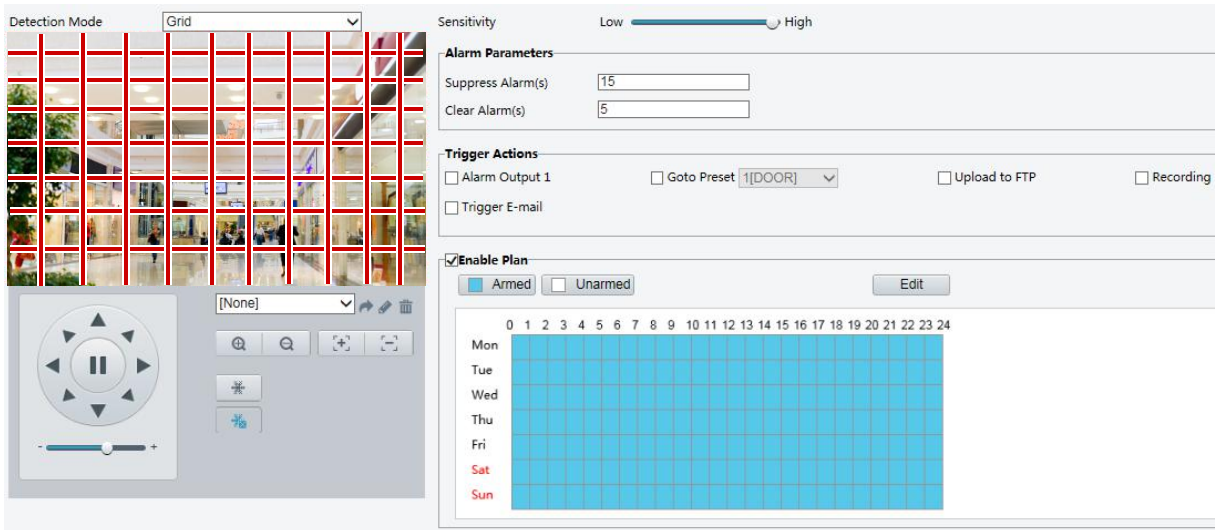 Detection Mode Grid
Sensitivity Low High
Alarm Parameters
Suppress Alarm(s) 15
Clear Alarm(s) 5
Trigger Actions
Alarm Output 1 Goto Preset 1[DOOR] Upload to FTP Recording
Trigger E-mail
Enable Plan
Armed Unarmed Edit
[None]
0 1 2 3 4 5 6 7 8 9 10 11 12 13 14 15 16 17 18 19 20 21 22 23 24
Mon
Tue
Wed
Thu
Fri
Sat
Sun
- +